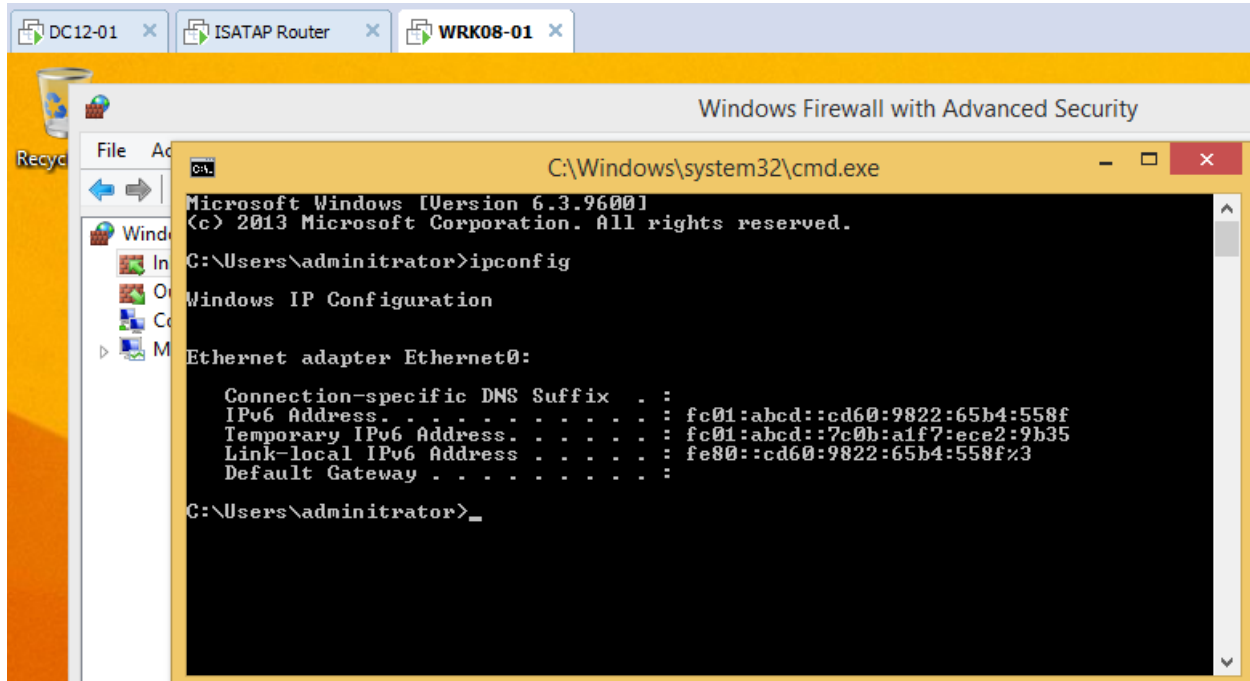 DC12-01
ISATAP Router
WRK08-01
Windows Firewall with Advanced Security
File
C:\Windows\system32\cmd.exe
Microsoft Windows [Version 6.3.9600]
(c) 2013 Microsoft Corporation. All rights reserved.
C:\Users\adminitrator>ipconfig
Windows IP Configuration
Ethernet adapter Ethernet0:
Connection-specific DNS Suffix . :
IPv6 Address. . . . . . . . . . . : fc01:abcd::cd60:9822:65b4:558f
Temporary IPv6 Address. . . . . . : fc01:abcd::7c0b:a1f7:ece2:9b35
Link-local IPv6 Address . . . . . : fe80::cd60:9822:65b4:558f%3
Default Gateway . . . . . . . . . :
C:\Users\adminitrator>_